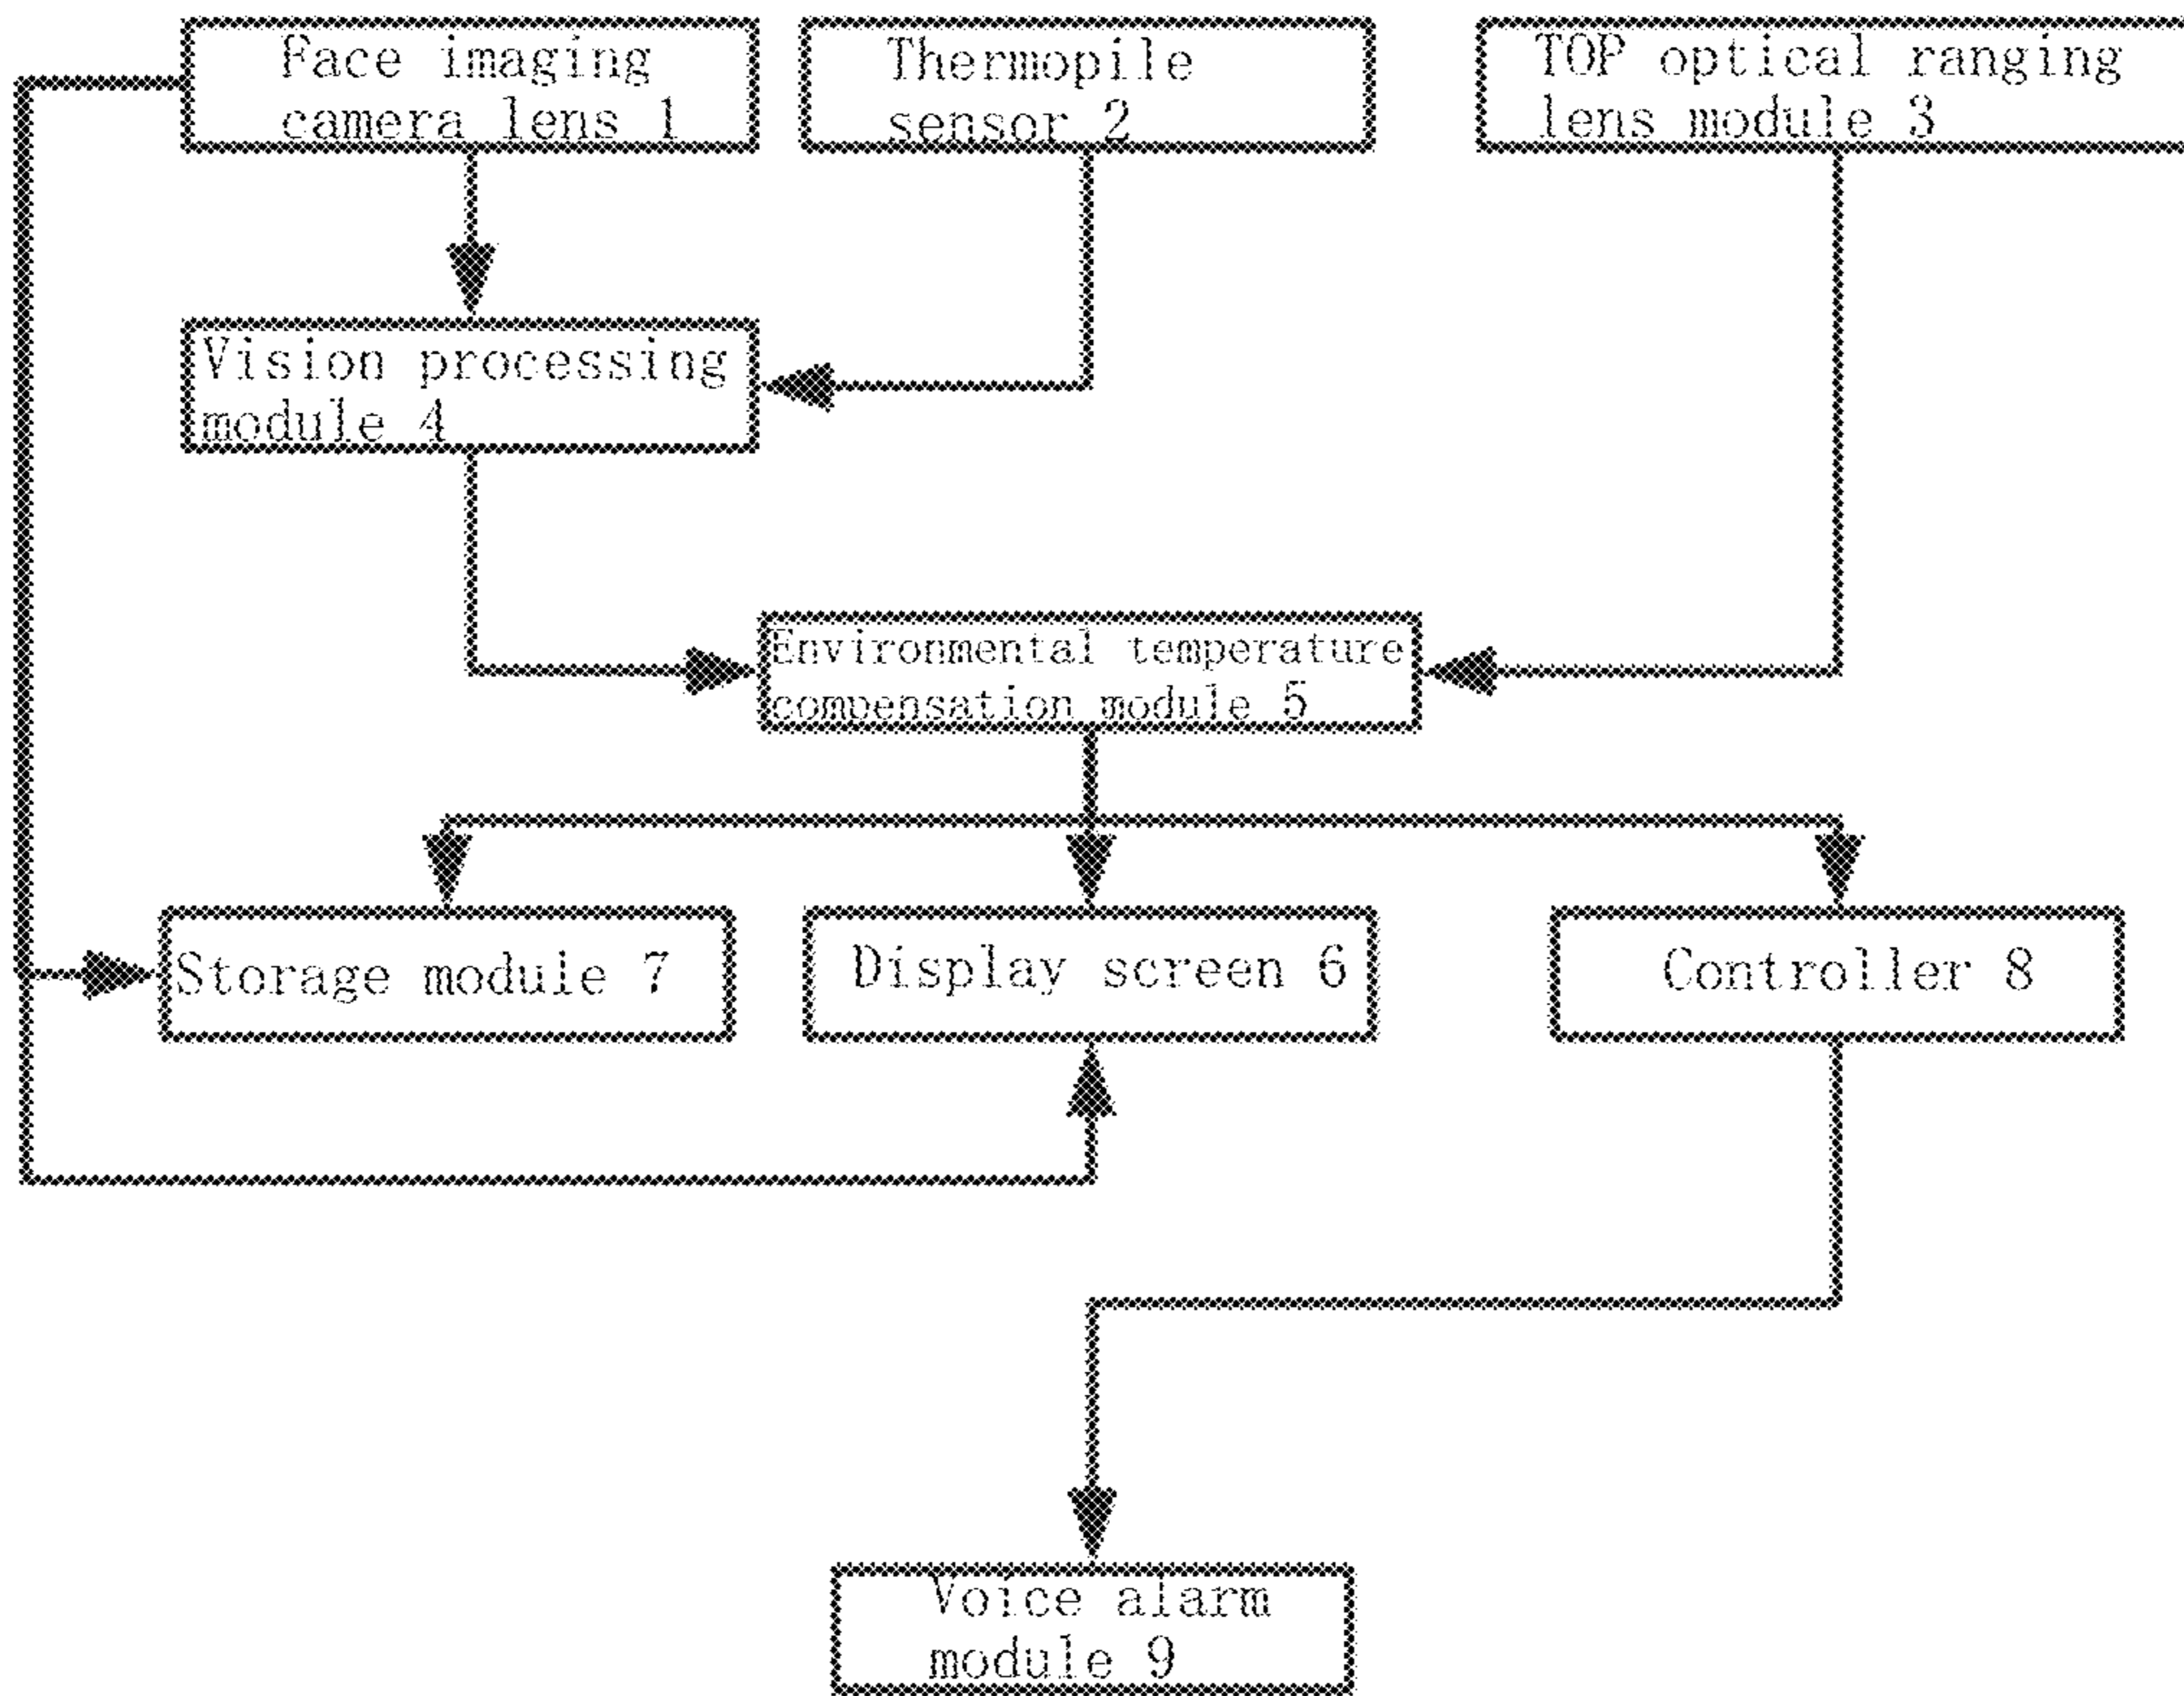 Face imaging
camera lens 1
Thermopile
sensor 2
TOP optical ranging
lens module 3
Vision processing
module 4
Environmental temperature
compensation module 5
Storage module 7
Display screen 6
Controller 8
Voice alarm
module 9